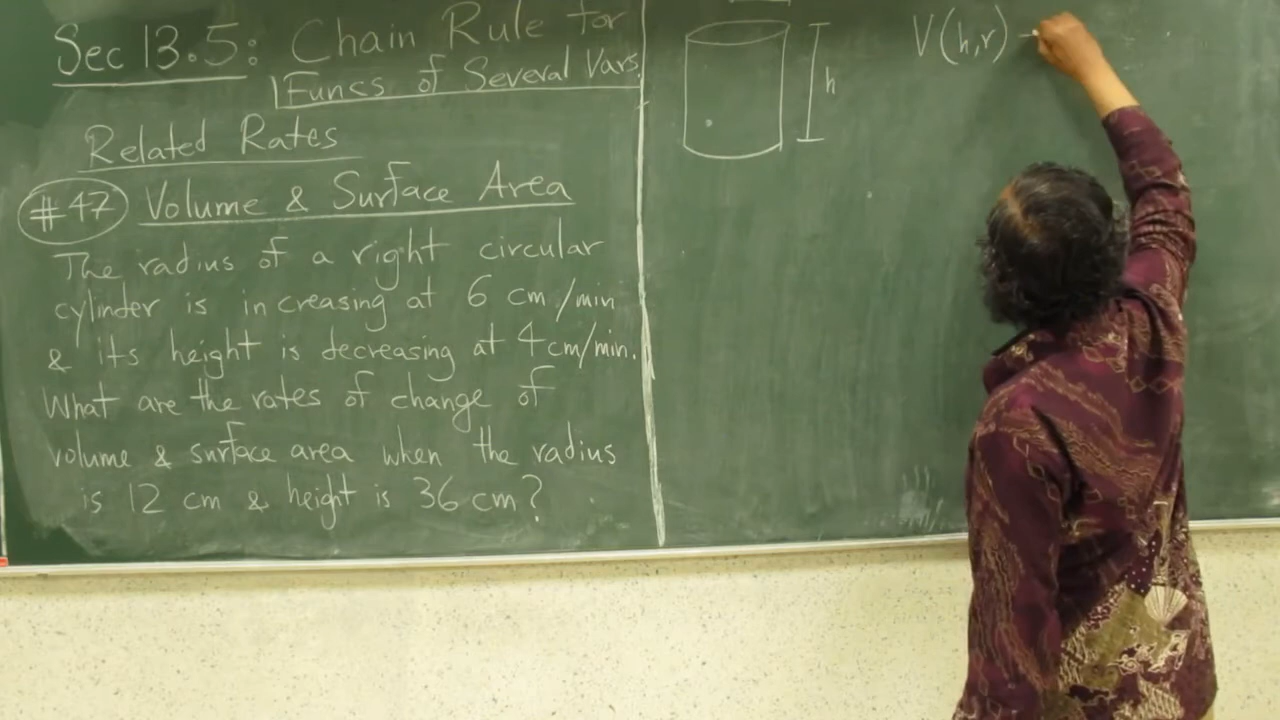 Sec 13.5: Chain Rule for
Funcs of Several Vars.
Related Rates
#47 Volume & Surface Area
The radius of a right circular
cylinder is increasing at 6 cm/min
& its height is decreasing at 4cm/min.
What are the rates of change of
volume & surface area when the radius
is 12 cm & height is 36 cm?
h
V(h,r)